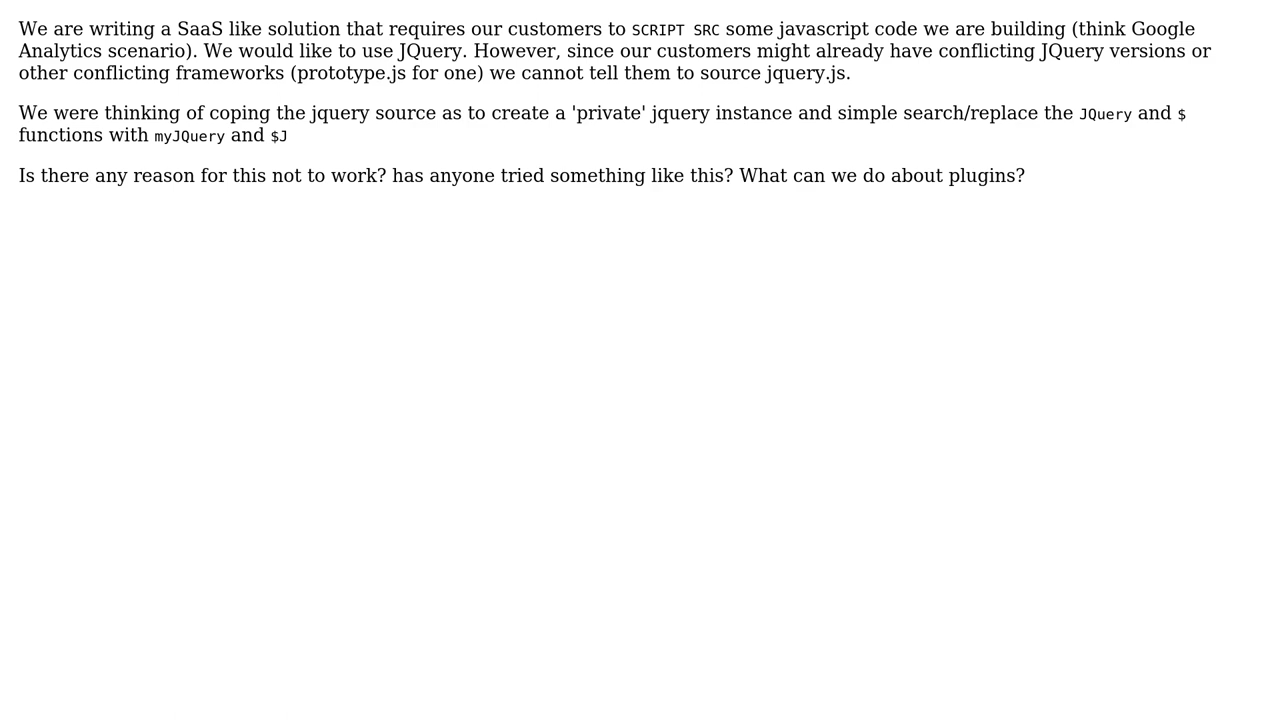 We are writing a SaaS like solution that requires our customers to SCRIPT SRC some javascript code we are building (think Google
Analytics scenario). We would like to use JQuery. However, since our customers might already have conflicting JQuery versions or
other conflicting frameworks (prototype.js for one) we cannot tell them to source jquery.js.
We were thinking of coping the jquery source as to create a 'private' jquery instance and simple search/replace the JQuery and $
functions with myJQuery and $J
Is there any reason for this not to work? has anyone tried something like this? What can we do about plugins?